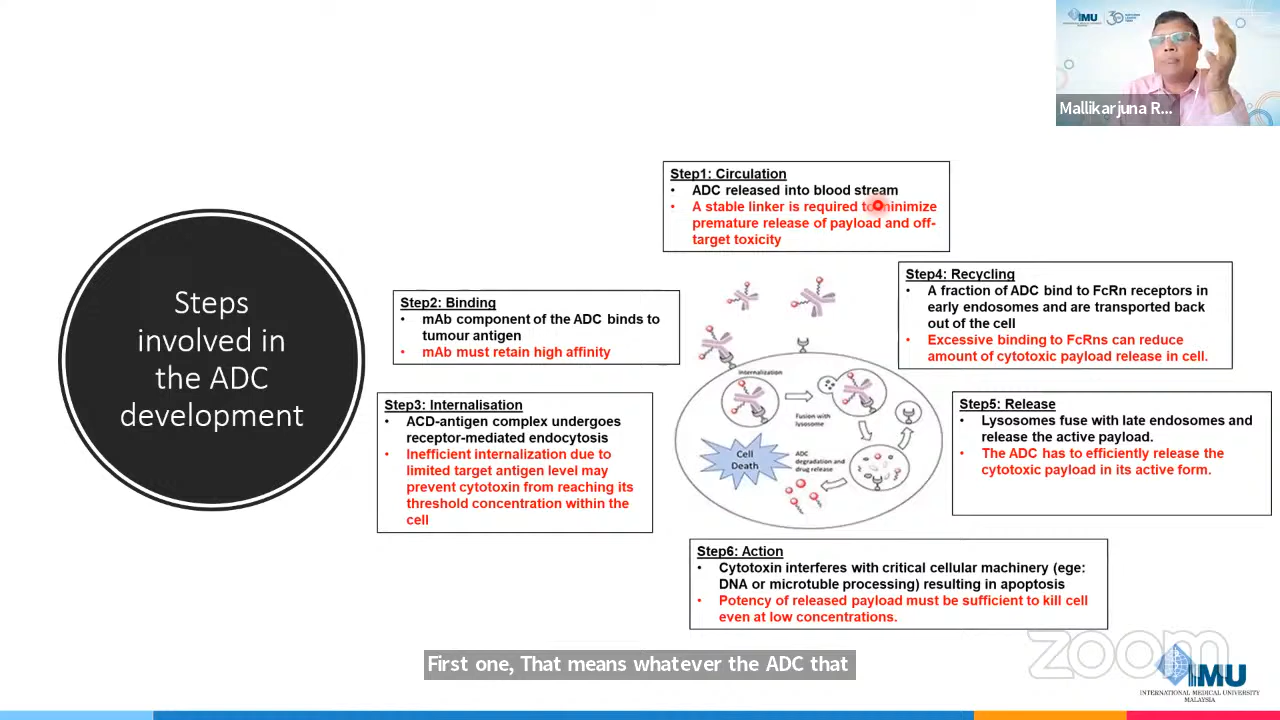 IMU
Mallikarjuna R...
Steps
involved in
the ADC
development
Step1: Circulation
• ADC released into blood stream
• A stable linker is required to minimize
premature release of payload and off-
target toxicity
Step2: Binding
• mAb component of the ADC binds to
tumour antigen
• mAb must retain high affinity
Step3: Internalisation
• ACD-antigen complex undergoes
receptor-mediated endocytosis
• Inefficient internalization due to
limited target antigen level may
prevent cytotoxin from reaching its
threshold concentration within the
cell
Step4: Recycling
• A fraction of ADC bind to FcRn receptors in
early endosomes and are transported back
out of the cell
• Excessive binding to FcRns can reduce
amount of cytotoxic payload release in cell.
Step5: Release
• Lysosomes fuse with late endosomes and
release the active payload.
• The ADC has to efficiently release the
cytotoxic payload in its active form.
Internalization
Fusion with
lysosome
ADC
degradation and
drug release
Cell
Death
Step6: Action
• Cytotoxin interferes with critical cellular machinery (ege:
DNA or microtuble processing) resulting in apoptosis
• Potency of released payload must be sufficient to kill cell
even at low concentrations.
First one, That means whatever the ADC that
zoom
IMU
INTERNATIONAL MEDICAL UNIVERSITY
MALAYSIA